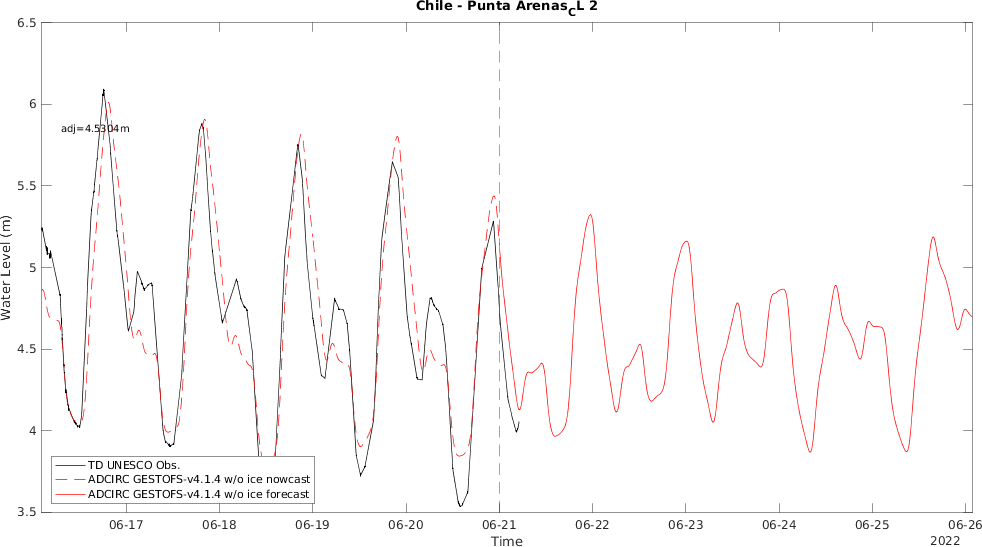 Chile - Punta Arenas_CL 2
6.5
6
adj=4.5304m
5.5
5
Water Level (m)
4.5
4
3.5
TD UNESCO Obs.
ADCIRC GESTOFS-v4.1.4 w/o ice nowcast
ADCIRC GESTOFS-v4.1.4 w/o ice forecast
06-17 06-18 06-19 06-20 06-21 06-22 06-23 06-24 06-25 06-26
Time
2022